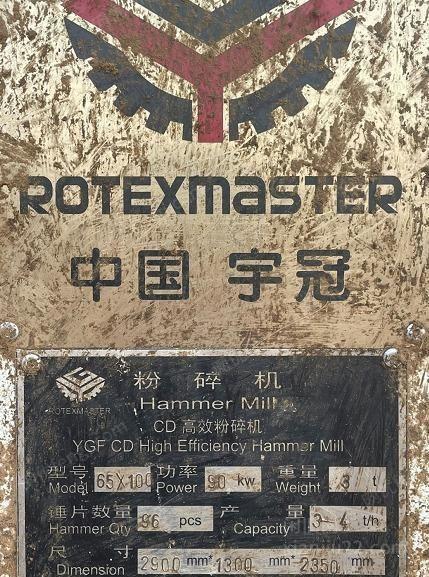 ROTEXMASTER
中国 宇冠
ROTEXMASTER
粉碎机
Hammer Mill
CD 高效粉碎机
YGF CD High Efficiency Hammer Mill
型号 65X100 功率 90 kw 重量 3 t
Model Power Weight
锤片数量 96 pcs 产量 3-4 t/h
Hammer Qty Capacity
尺寸 2900 mm* 1300 mm* 2350 mm
Dimension